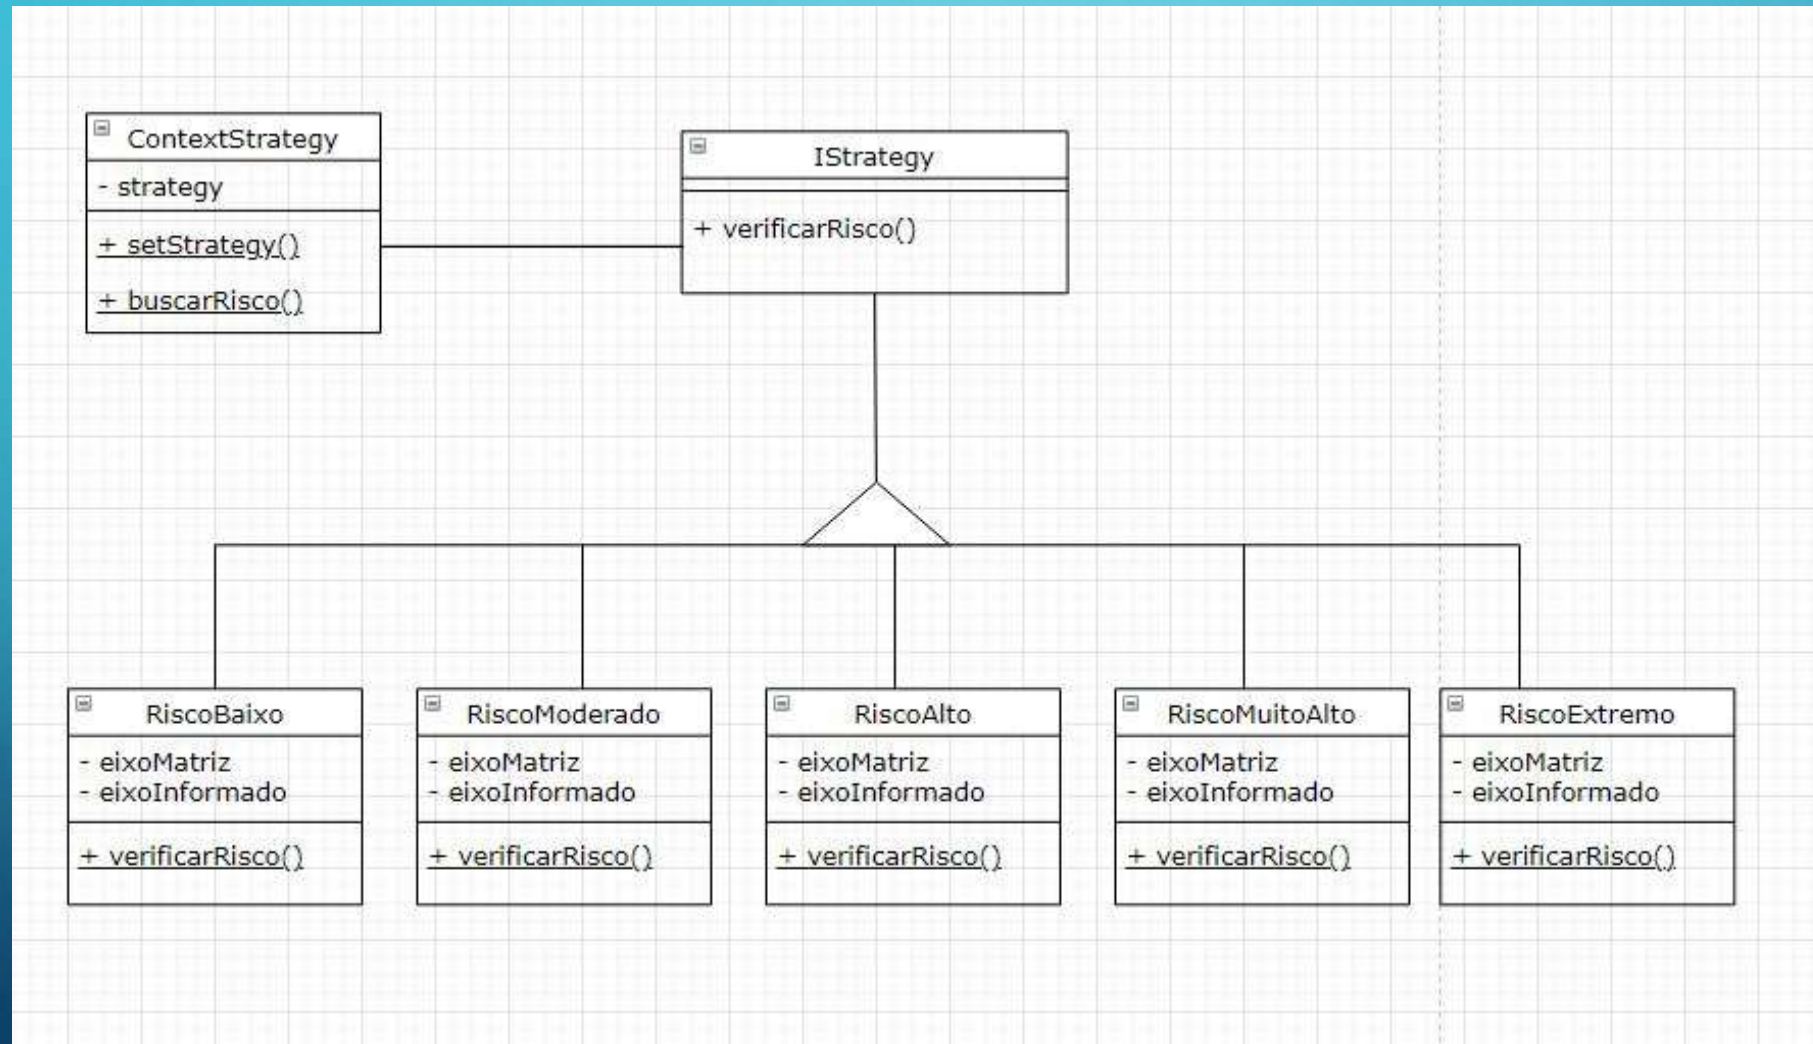 ContextStrategy
- strategy
+ setStrategy()
+ buscarRisco()
IStrategy
+ verificarRisco()
RiscoBaixo
- eixoMatriz
- eixoInformado
+ verificarRisco()
RiscoModerado
- eixoMatriz
- eixoInformado
+ verificarRisco()
RiscoAlto
- eixoMatriz
- eixoInformado
+ verificarRisco()
RiscoMuitoAlto
- eixoMatriz
- eixoInformado
+ verificarRisco()
RiscoExtremo
- eixoMatriz
- eixoInformado
+ verificarRisco()